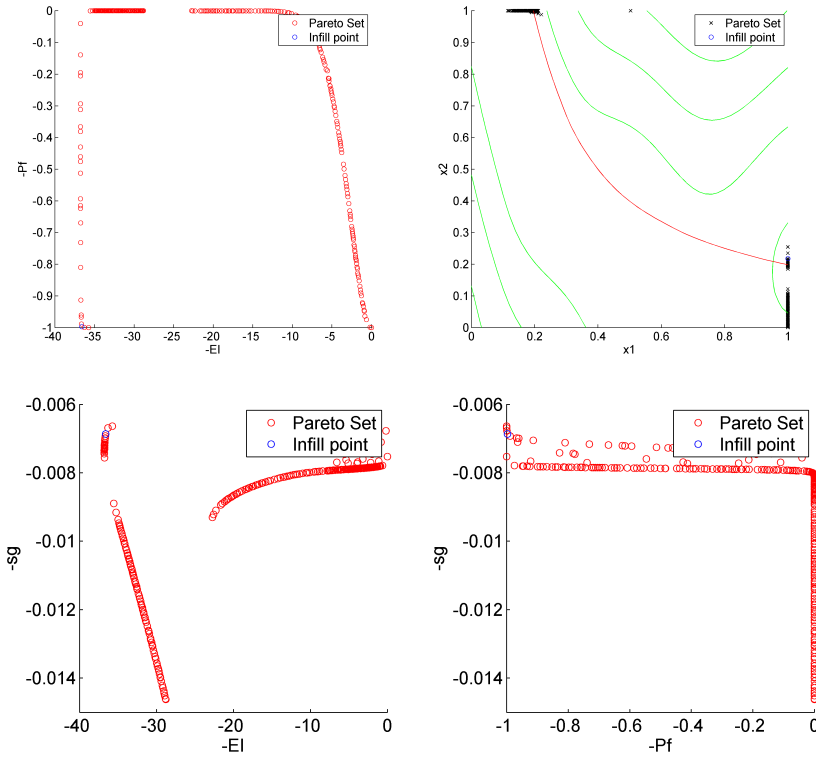 0
-0.1
-0.2
-0.3
-0.4
-0.5
-0.6
-0.7
-0.8
-0.9
-1
-40 -35 -30 -25 -20 -15 -10 -5 0
-Pf
-EI
Pareto Set
Infill point
1
0.9
0.8
0.7
0.6
0.5
0.4
0.3
0.2
0.1
0
0 0.2 0.4 0.6 0.8 1
x2
x1
Pareto Set
Infill point
-0.006
-0.008
-0.01
-0.012
-0.014
-40 -30 -20 -10 0
-sg
-EI
Pareto Set
Infill point
-0.006
-0.008
-0.01
-0.012
-0.014
-1 -0.8 -0.6 -0.4 -0.2 0
-sg
-Pf
Pareto Set
Infill point